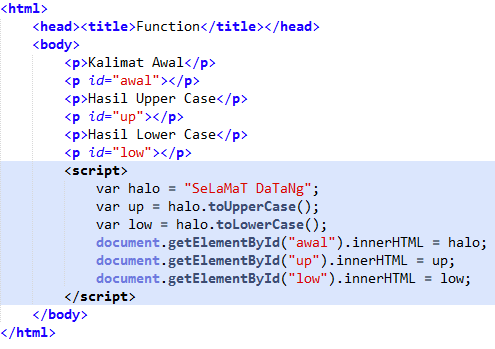 <html>
<head><title>Function</title></head>
<body>
<p>Kalimat Awal</p>
<p id="awal"></p>
<p>Hasil Upper Case</p>
<p id="up"></p>
<p>Hasil Lower Case</p>
<p id="low"></p>
<script>
var halo = "SeLaMaT DaTaNg";
var up = halo.toUpperCase();
var low = halo.toLowerCase();
document.getElementById("awal").innerHTML = halo;
document.getElementById("up").innerHTML = up;
document.getElementById("low").innerHTML = low;
</script>
</body>
</html>